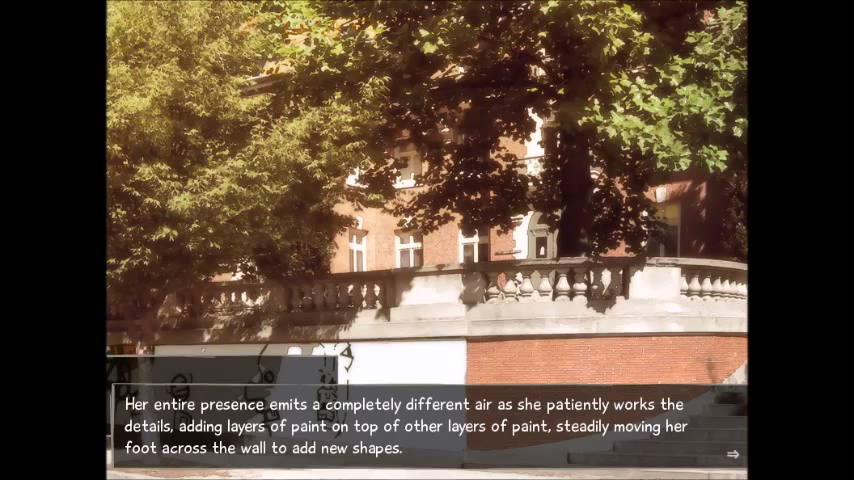 Her entire presence emits a completely different air as she patiently works the
details, adding layers of paint on top of other layers of paint, steadily moving her
foot across the wall to add new shapes.